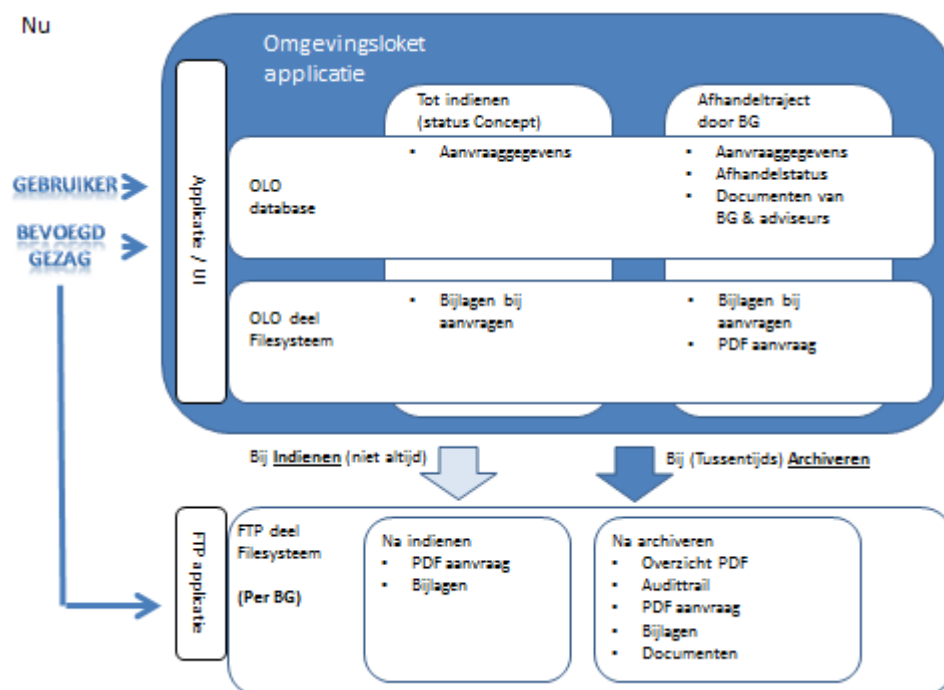 Nu
Omgevingsloket
applicatie
Applicatie / UI
Tot indienen
(status Concept)
Afhandeltraject
door BG
GEBRUIKER
BEVOEGD
GEZAG
OLO
database
▪ Aanvraaggegevens
▪ Aanvraaggegevens
▪ Afhandelstatus
▪ Documenten van
BG & adviseurs
OLO deel
Filesysteem
▪ Bijlagen bij
aanvragen
▪ Bijlagen bij
aanvragen
▪ PDF aanvraag
Bij Indienen (niet altijd)
Bij (Tussentijds) Archiveren
FTP applicatie
FTP deel
Filesysteem
(Per BG)
Na indienen
▪ PDF aanvraag
▪ Bijlagen
Na archiveren
▪ Overzicht PDF
▪ Audittrail
▪ PDF aanvraag
▪ Bijlagen
▪ Documenten